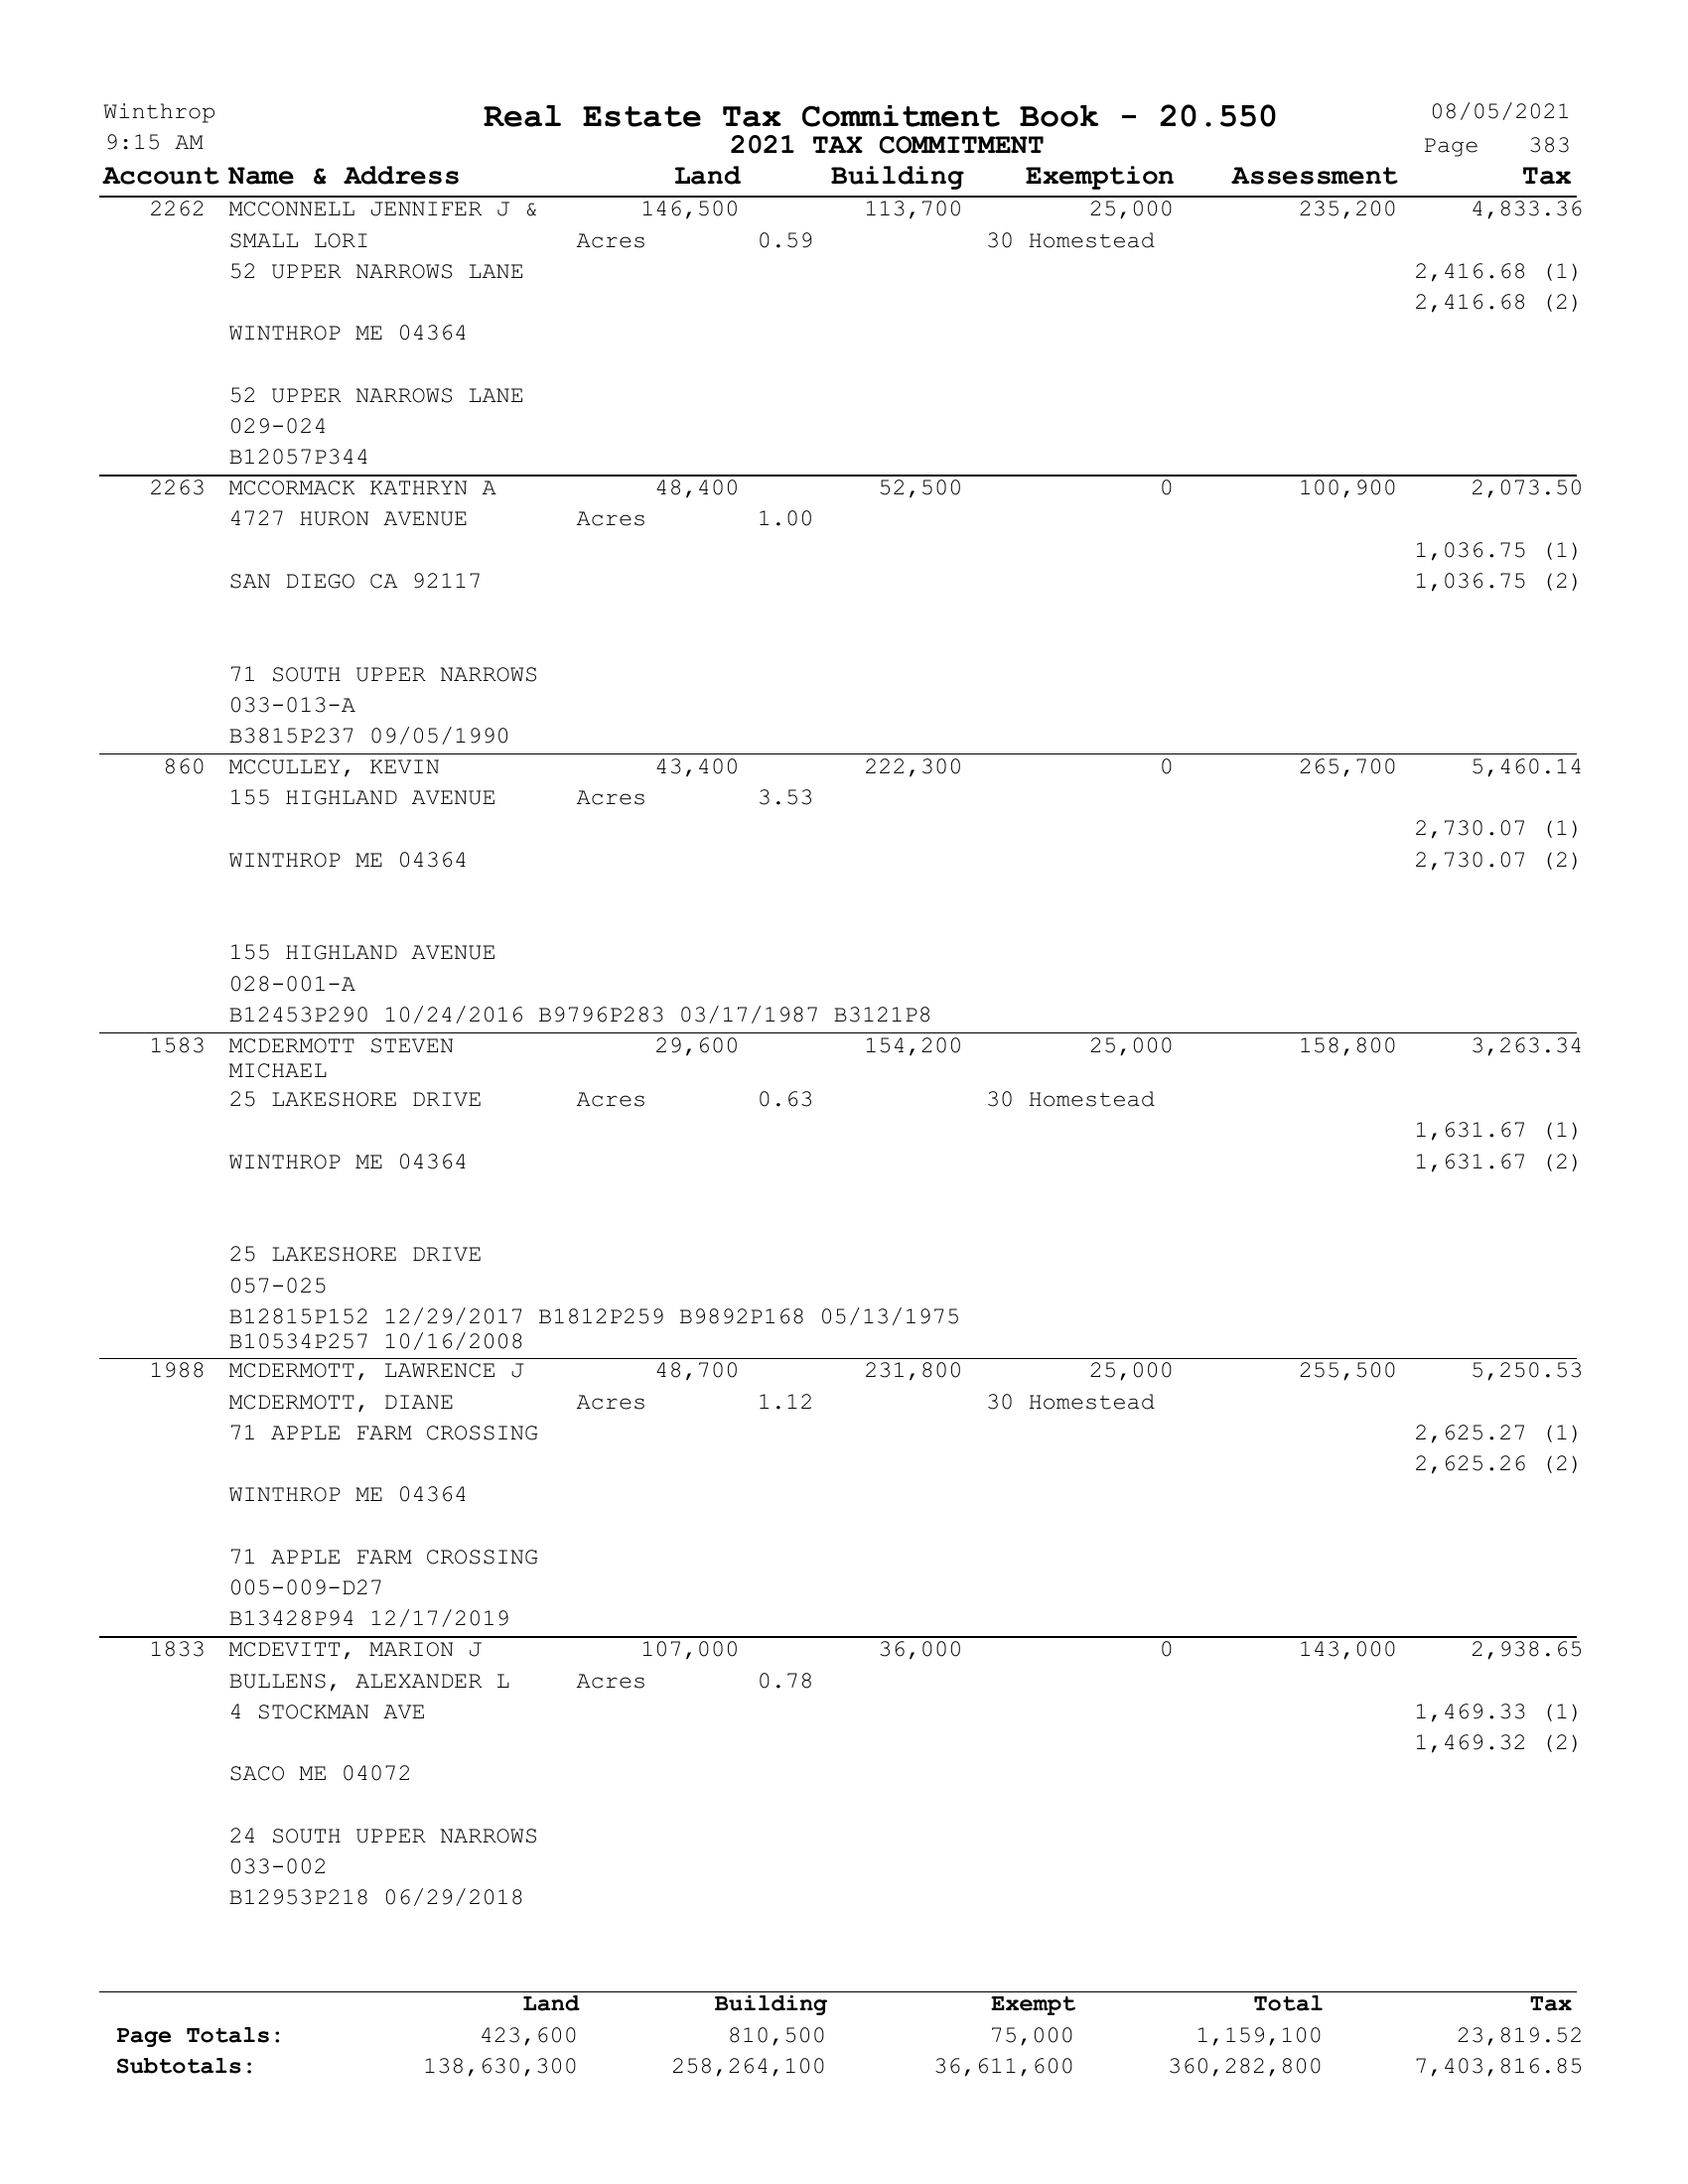 Winthrop Real Estate Tax Commitment Book - 20.550 08/05/2021
9:15 AM 2021 TAX COMMITMENT Page 383
Account Name & Address Land Building Exemption Assessment Tax
2262 MCCONNELL JENNIFER J & 146,500 113,700 25,000 235,200 4,833.36
SMALL LORI Acres 0.59 30 Homestead
52 UPPER NARROWS LANE 2,416.68 (1)
2,416.68 (2)
WINTHROP ME 04364
52 UPPER NARROWS LANE
029-024
B12057P344
2263 MCCORMACK KATHRYN A 48,400 52,500 0 100,900 2,073.50
4727 HURON AVENUE Acres 1.00
1,036.75 (1)
SAN DIEGO CA 92117 1,036.75 (2)
71 SOUTH UPPER NARROWS
033-013-A
B3815P237 09/05/1990
860 MCCULLEY, KEVIN 43,400 222,300 0 265,700 5,460.14
155 HIGHLAND AVENUE Acres 3.53
2,730.07 (1)
WINTHROP ME 04364 2,730.07 (2)
155 HIGHLAND AVENUE
028-001-A
B12453P290 10/24/2016 B9796P283 03/17/1987 B3121P8
1583 MCDERMOTT STEVEN 29,600 154,200 25,000 158,800 3,263.34
MICHAEL
25 LAKESHORE DRIVE Acres 0.63 30 Homestead
1,631.67 (1)
WINTHROP ME 04364 1,631.67 (2)
25 LAKESHORE DRIVE
057-025
B12815P152 12/29/2017 B1812P259 B9892P168 05/13/1975
B10534P257 10/16/2008
1988 MCDERMOTT, LAWRENCE J 48,700 231,800 25,000 255,500 5,250.53
MCDERMOTT, DIANE Acres 1.12 30 Homestead
71 APPLE FARM CROSSING 2,625.27 (1)
2,625.26 (2)
WINTHROP ME 04364
71 APPLE FARM CROSSING
005-009-D27
B13428P94 12/17/2019
1833 MCDEVITT, MARION J 107,000 36,000 0 143,000 2,938.65
BULLENS, ALEXANDER L Acres 0.78
4 STOCKMAN AVE 1,469.33 (1)
1,469.32 (2)
SACO ME 04072
24 SOUTH UPPER NARROWS
033-002
B12953P218 06/29/2018
Land Building Exempt Total Tax
Page Totals: 423,600 810,500 75,000 1,159,100 23,819.52
Subtotals: 138,630,300 258,264,100 36,611,600 360,282,800 7,403,816.85